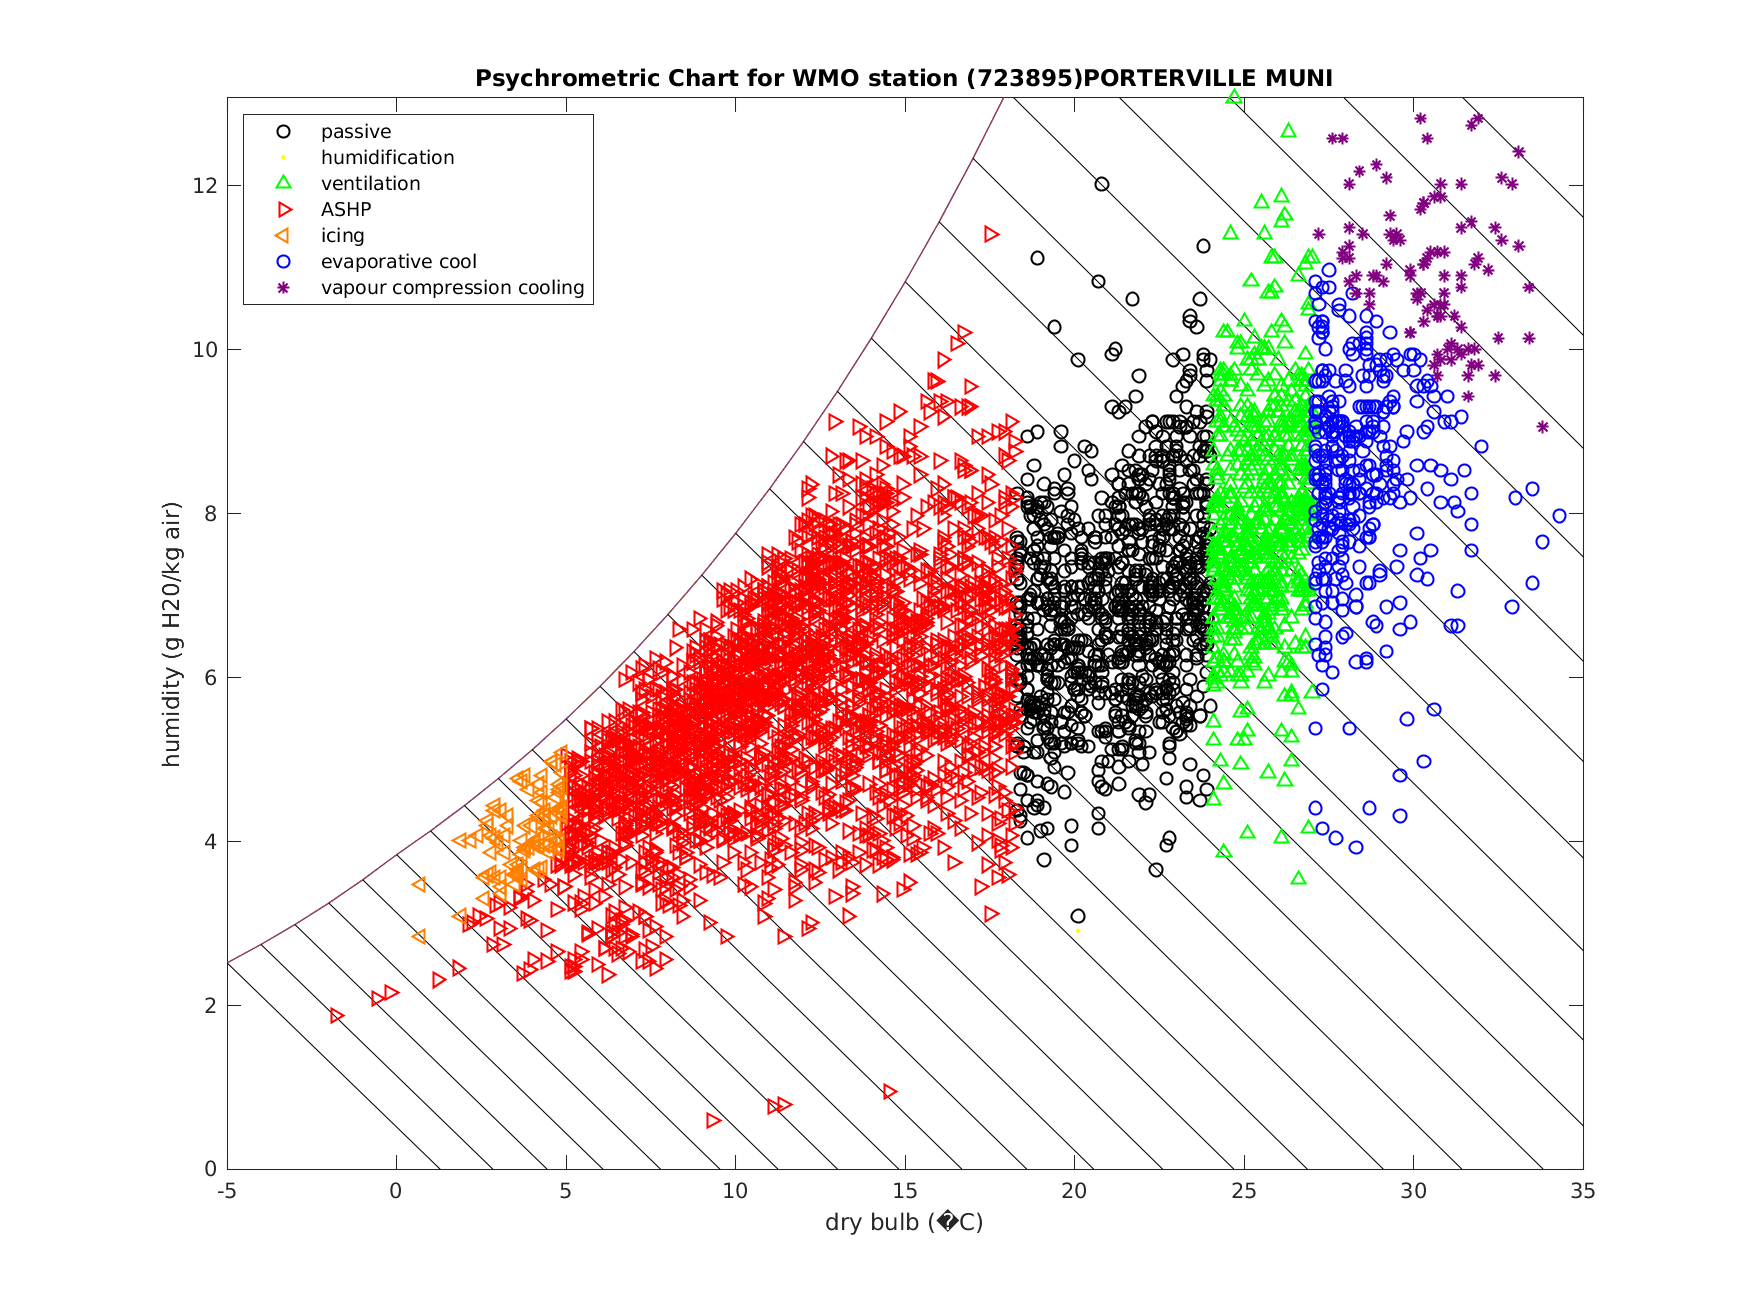 Psychrometric Chart for WMO station (723895)PORTERVILLE MUNI
passive
humidification
ventilation
ASHP
icing
evaporative cool
vapour compression cooling
humidity (g H20/kg air)
12
10
8
6
4
2
0
-5 0 5 10 15 20 25 30 35
dry bulb (�C)